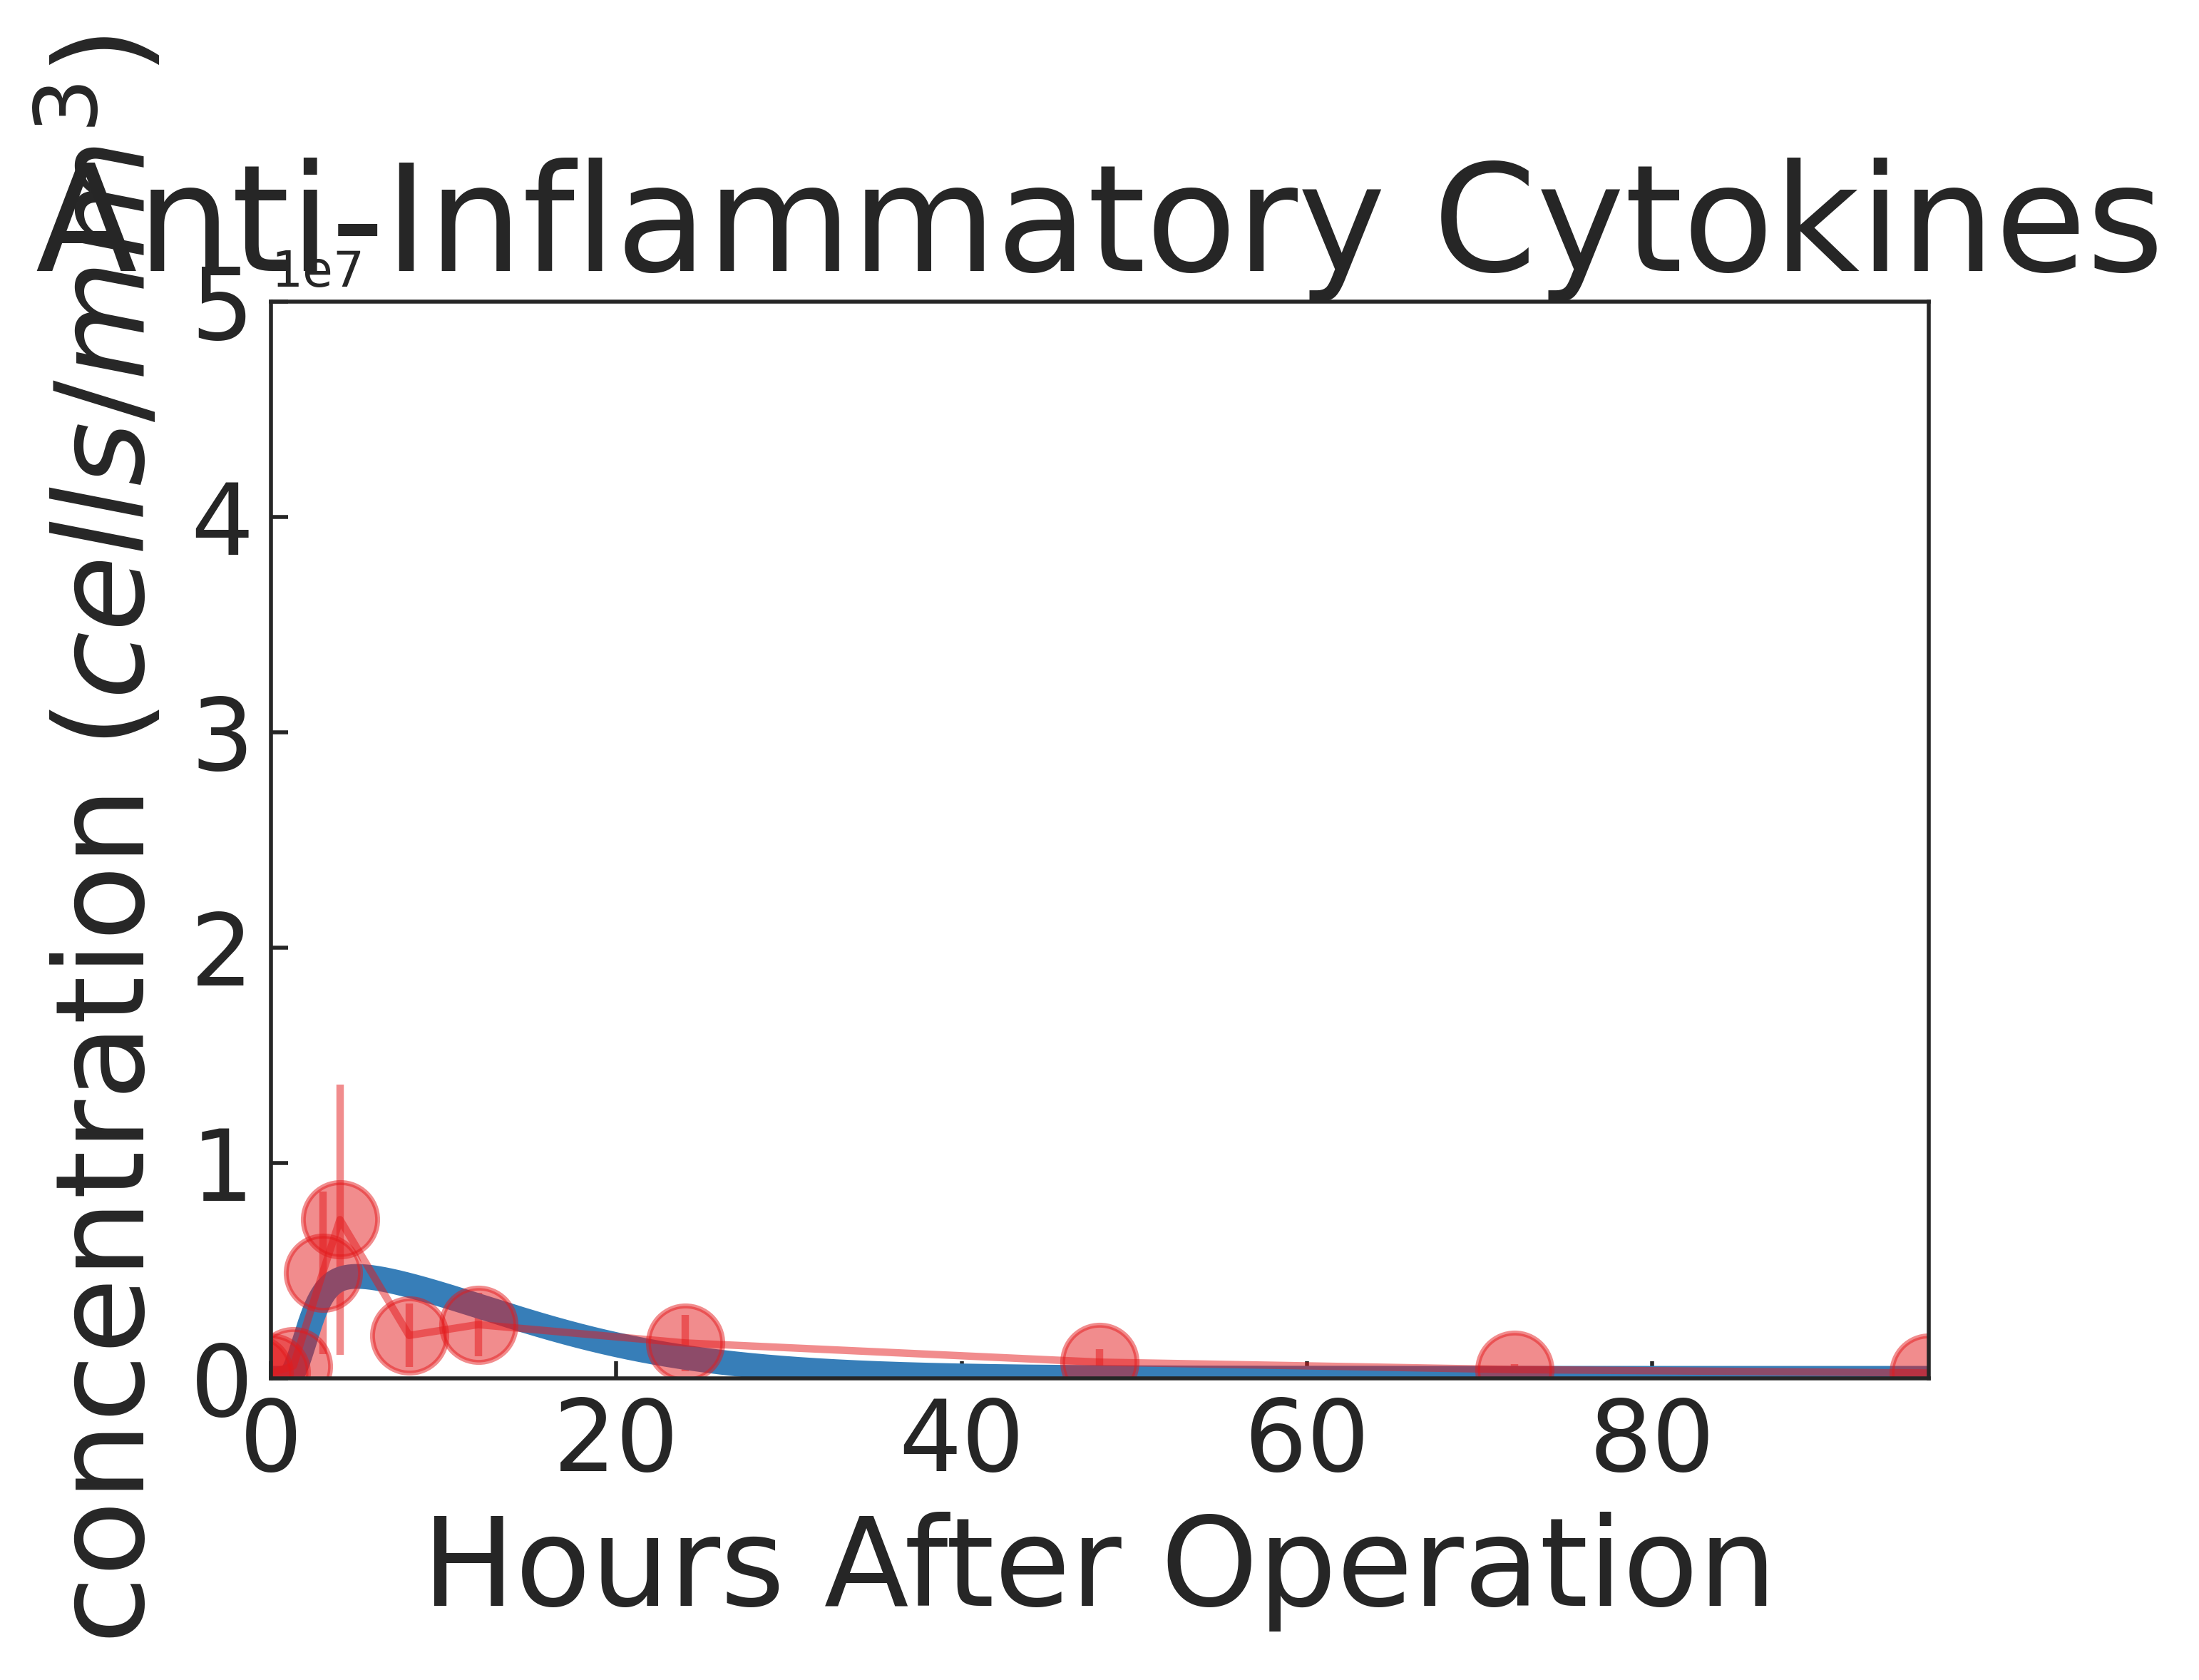 Anti-Inflammatory Cytokines
1e7
5
4
3
2
1
0
0 20 40 60 80
Hours After Operation
concentration (cells/mm3)